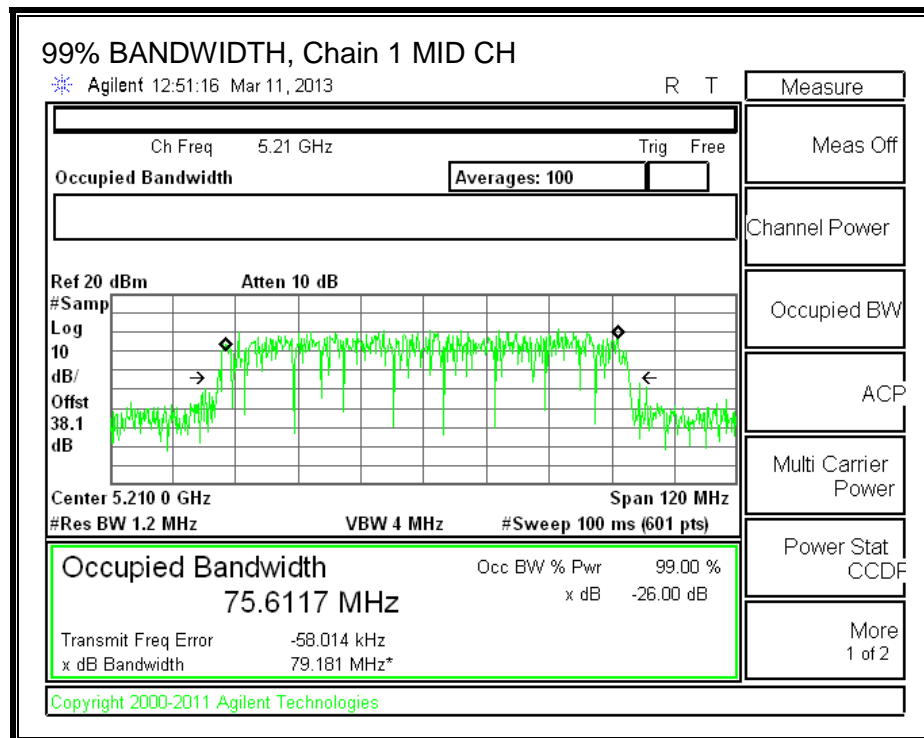 99% BANDWIDTH, Chain 1 MID CH
Agilent 12:51:16 Mar 11, 2013 R T
Measure
Ch Freq 5.21 GHz Trig Free
Meas Off
Occupied Bandwidth Averages: 100
Channel Power
Ref 20 dBm Atten 10 dB
#Samp
Log
10
dB/
Offst
38.1
dB
Occupied BW
ACP
Center 5.210 0 GHz Span 120 MHz
#Res BW 1.2 MHz VBW 4 MHz #Sweep 100 ms (601 pts)
Multi Carrier
Power
Occupied Bandwidth Occ BW % Pwr 99.00 %
75.6117 MHz x dB -26.00 dB
Transmit Freq Error -58.014 kHz
x dB Bandwidth 79.181 MHz*
Power Stat
CCDF
More
1 of 2
Copyright 2000-2011 Agilent Technologies